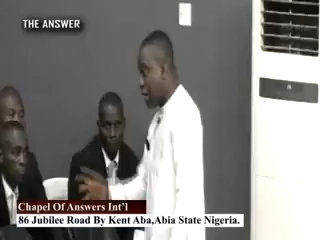 THE ANSWER
Chapel Of Answers Int'l
86 Jubilee Road By Kent Aba,Abia State Nigeria.